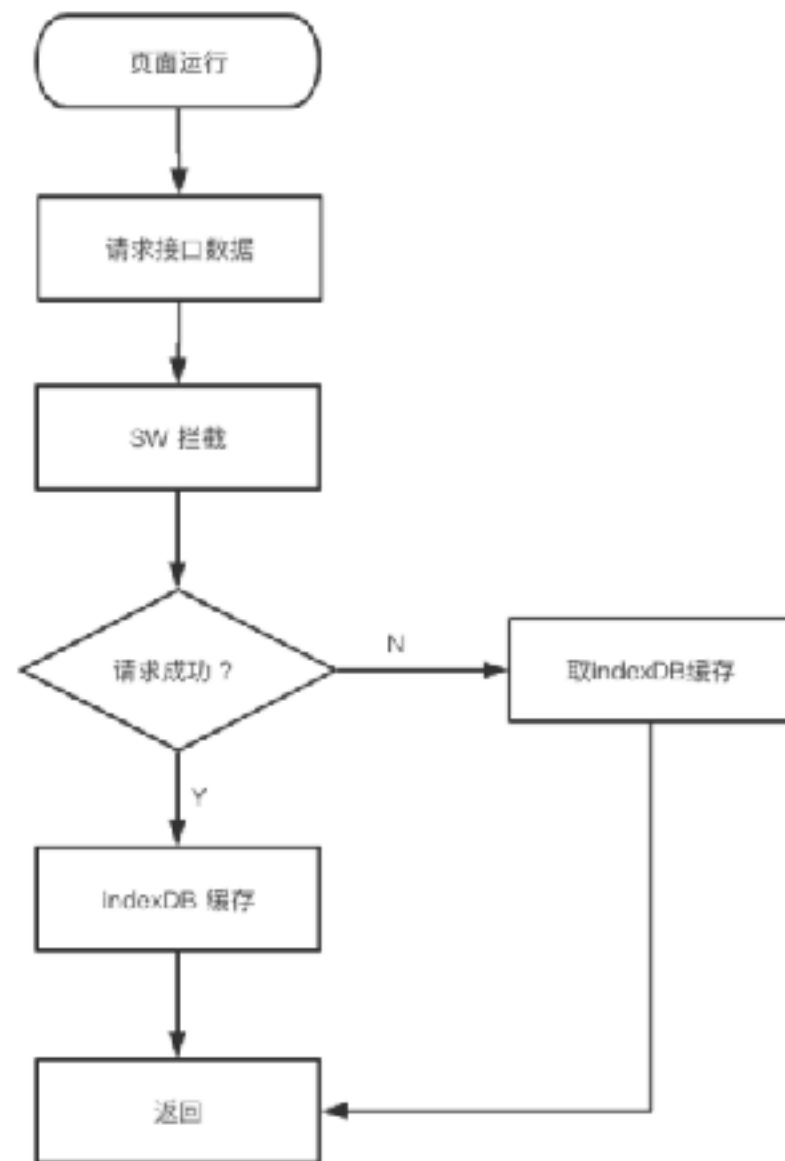 页面运行
请求接口数据
SW 拦截
请求成功？
N
取IndexDB缓存
Y
IndexDB 缓存
返回